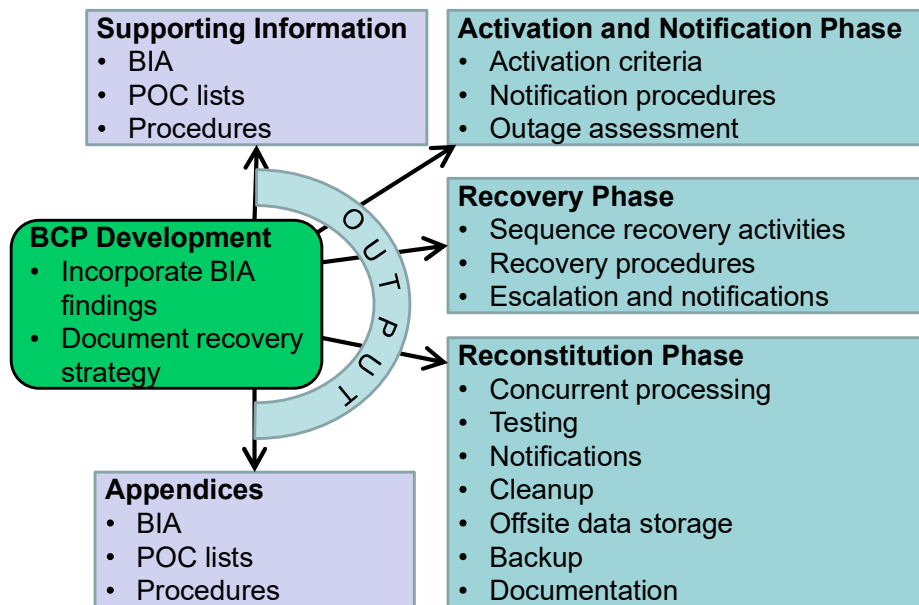 Supporting Information
• BIA
• POC lists
• Procedures
Activation and Notification Phase
• Activation criteria
• Notification procedures
• Outage assessment
BCP Development
• Incorporate BIA
findings
• Document recovery
strategy
OUTPUT
Recovery Phase
• Sequence recovery activities
• Recovery procedures
• Escalation and notifications
Reconstitution Phase
• Concurrent processing
• Testing
• Notifications
• Cleanup
• Offsite data storage
• Backup
• Documentation
Appendices
• BIA
• POC lists
• Procedures